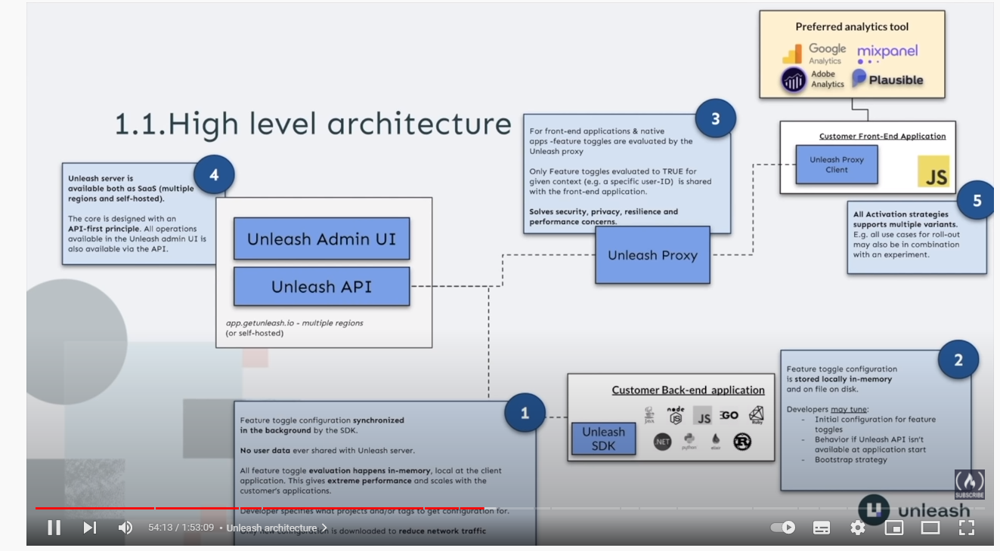 Preferred analytics tool
Google
Analytics
mixpanel
Adobe
Analytics
Plausible
1.1.High level architecture
3
For front-end applications & native
apps -feature toggles are evaluated by the
Unleash proxy
Only Feature toggles evaluated to TRUE for
given context (e.g. a specific user-ID) is shared
with the front-end application.
Solves security, privacy, resilience and
performance concerns.
Customer Front-End Application
Unleash Proxy
Client
JS
4
Unleash server is
available both as SaaS (multiple
regions and self-hosted).
The core is designed with an
API-first principle. All operations
available in the Unleash admin UI is
also available via the API.
5
All Activation strategies
supports multiple variants.
E.g. all use cases for roll-out
may also be in combination
with an experiment.
Unleash Admin UI
Unleash API
app.getunleash.io - multiple regions
(or self-hosted)
Unleash Proxy
2
Feature toggle configuration
is stored locally in-memory
and on file on disk.
Developers may tune:
- Initial configuration for feature
toggles
- Behavior if Unleash API isn't
available at application start
- Bootstrap strategy
1
Feature toggle configuration synchronized
in the background by the SDK.
No user data ever shared with Unleash server.
All feature toggle evaluation happens in-memory, local at the client
application. This gives extreme performance and scales with the
customer's applications.
Developer specifies what projects and/or tags to get configuration for.
Only new configuration is downloaded to reduce network traffic
Customer Back-end application
Unleash
SDK
JAVA
node
JS
JS
GO
Ruby
.NET
python
elixir
R
SUBSCRIBE
unleash
54:13 / 1:53:09 • Unleash architecture